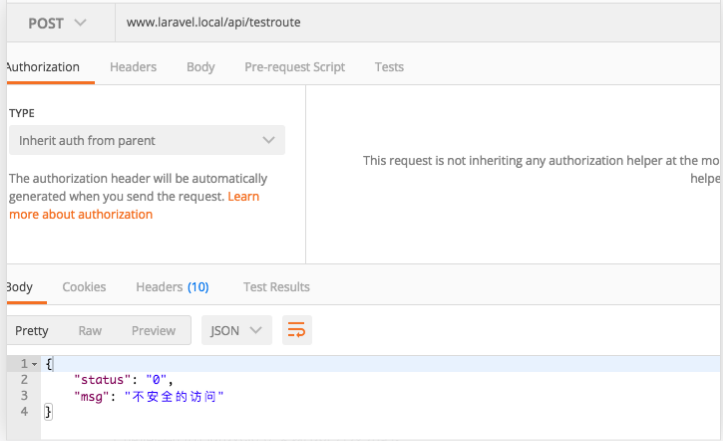 POST
www.laravel.local/api/testroute
Authorization Headers Body Pre-request Script Tests
TYPE
Inherit auth from parent
The authorization header will be automatically
generated when you send the request. Learn
more about authorization
This request is not inheriting any authorization helper at the mo
helpe
Body Cookies Headers (10) Test Results
Pretty Raw Preview JSON
1 {
2 "status": "0",
3 "msg": "不安全的访问"
4 }